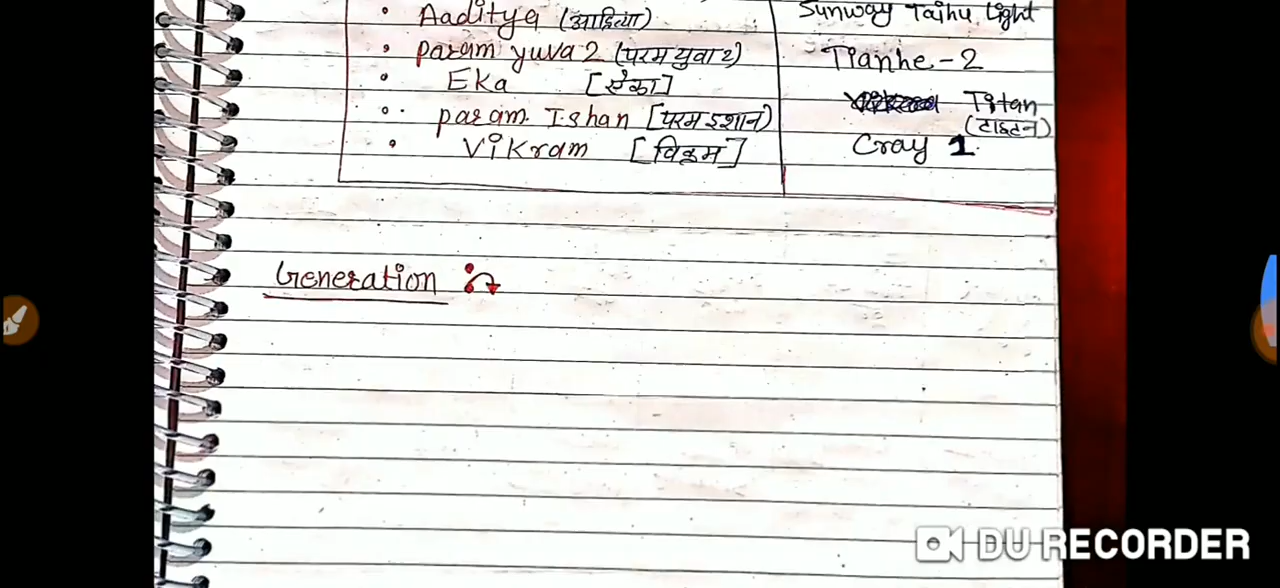 • Aaditya (आदित्या) Sunway Taihu Light
• Param yuva 2 (परम युवा 2) Tianhe - 2
• Eka [ऐका] Titan
(टाइटन)
• param Ishan [परम इशान) 
• Vikram [विक्रम] Cray 1
Generation :
DU RECORDER